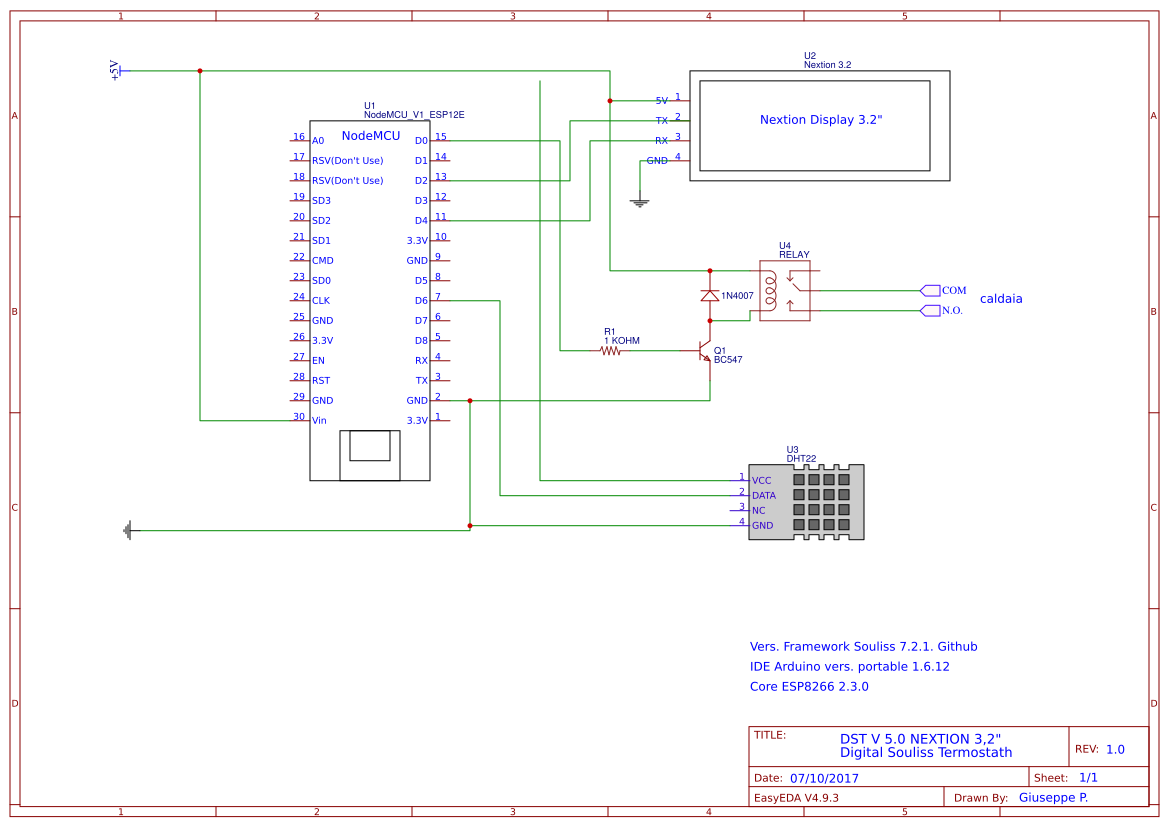 1 2 3 4 5
A A
B B
C C
D D
1 2 3 4 5
+5V
U1
NodeMCU_V1_ESP12E
NodeMCU
16 A0 D0 15
17 RSV(Don't Use) D1 14
18 RSV(Don't Use) D2 13
19 SD3 D3 12
20 SD2 D4 11
21 SD1 3.3V 10
22 CMD GND 9
23 SD0 D5 8
24 CLK D6 7
25 GND D7 6
26 3.3V D8 5
27 EN RX 4
28 RST TX 3
29 GND GND 2
30 Vin 3.3V 1
U2
Nextion 3.2
5V 1
TX 2
RX 3
GND 4
Nextion Display 3.2"
U4
RELAY
1N4007
COM
N.O.
caldaia
R1
1 KOHM
Q1
BC547
U3
DHT22
1 VCC
2 DATA
3 NC
4 GND
Vers. Framework Souliss 7.2.1. Github
IDE Arduino vers. portable 1.6.12
Core ESP8266 2.3.0
TITLE:
DST V 5.0 NEXTION 3,2"
Digital Souliss Termostath
REV: 1.0
Date: 07/10/2017
Sheet: 1/1
EasyEDA V4.9.3
Drawn By: Giuseppe P.